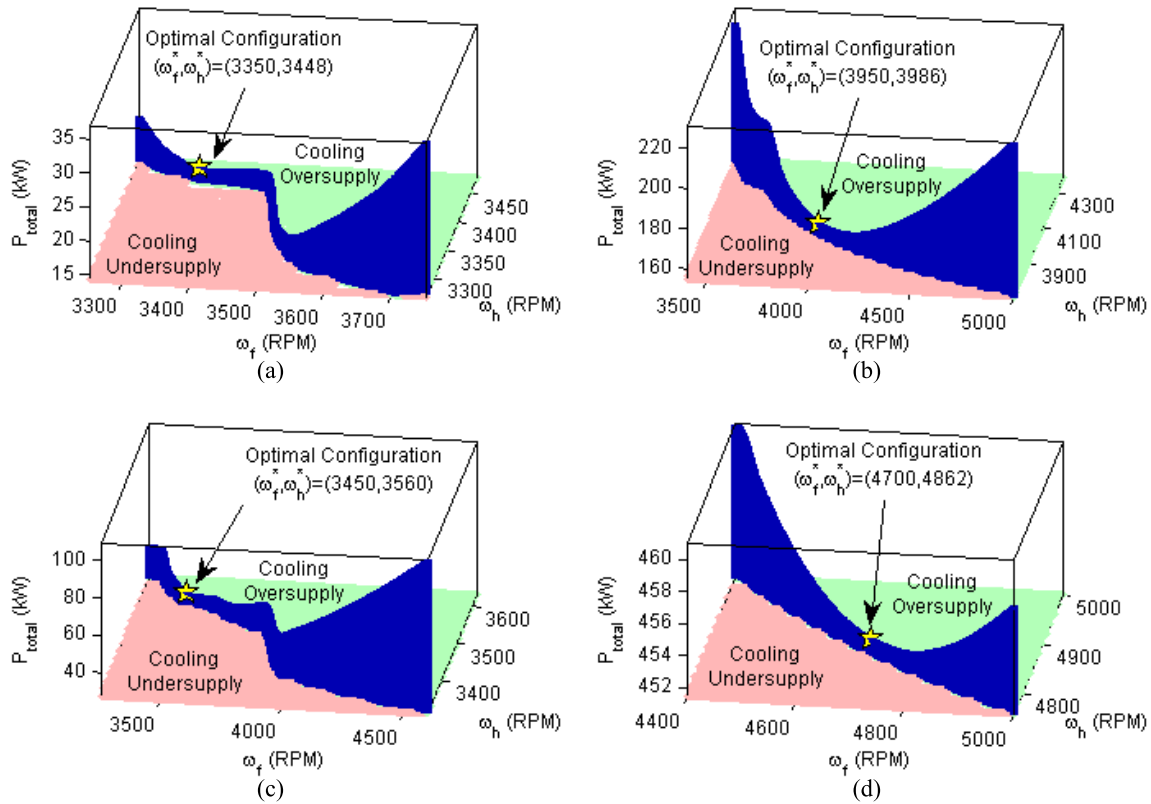 Optimal Configuration
(ω*f,ω*h)=(3350,3448)
Cooling
Oversupply
Cooling
Undersupply
35
30
25
20
15
P_total (kW)
3300
3400
3500
3600
3700
ω_f (RPM)
3450
3400
3350
3300
ω_h (RPM)
(a)
Optimal Configuration
(ω*f,ω*h)=(3950,3986)
Cooling
Oversupply
Cooling
Undersupply
220
200
180
160
P_total (kW)
3500
4000
4500
5000
ω_f (RPM)
4300
4100
3900
ω_h (RPM)
(b)
Optimal Configuration
(ω*f,ω*h)=(3450,3560)
Cooling
Oversupply
Cooling
Undersupply
100
80
60
40
P_total (kW)
3500
4000
4500
ω_f (RPM)
3600
3500
3400
ω_h (RPM)
(c)
Optimal Configuration
(ω*f,ω*h)=(4700,4862)
Cooling
Oversupply
Cooling
Undersupply
460
458
456
454
452
P_total (kW)
4400
4600
4800
5000
ω_f (RPM)
5000
4900
4800
ω_h (RPM)
(d)